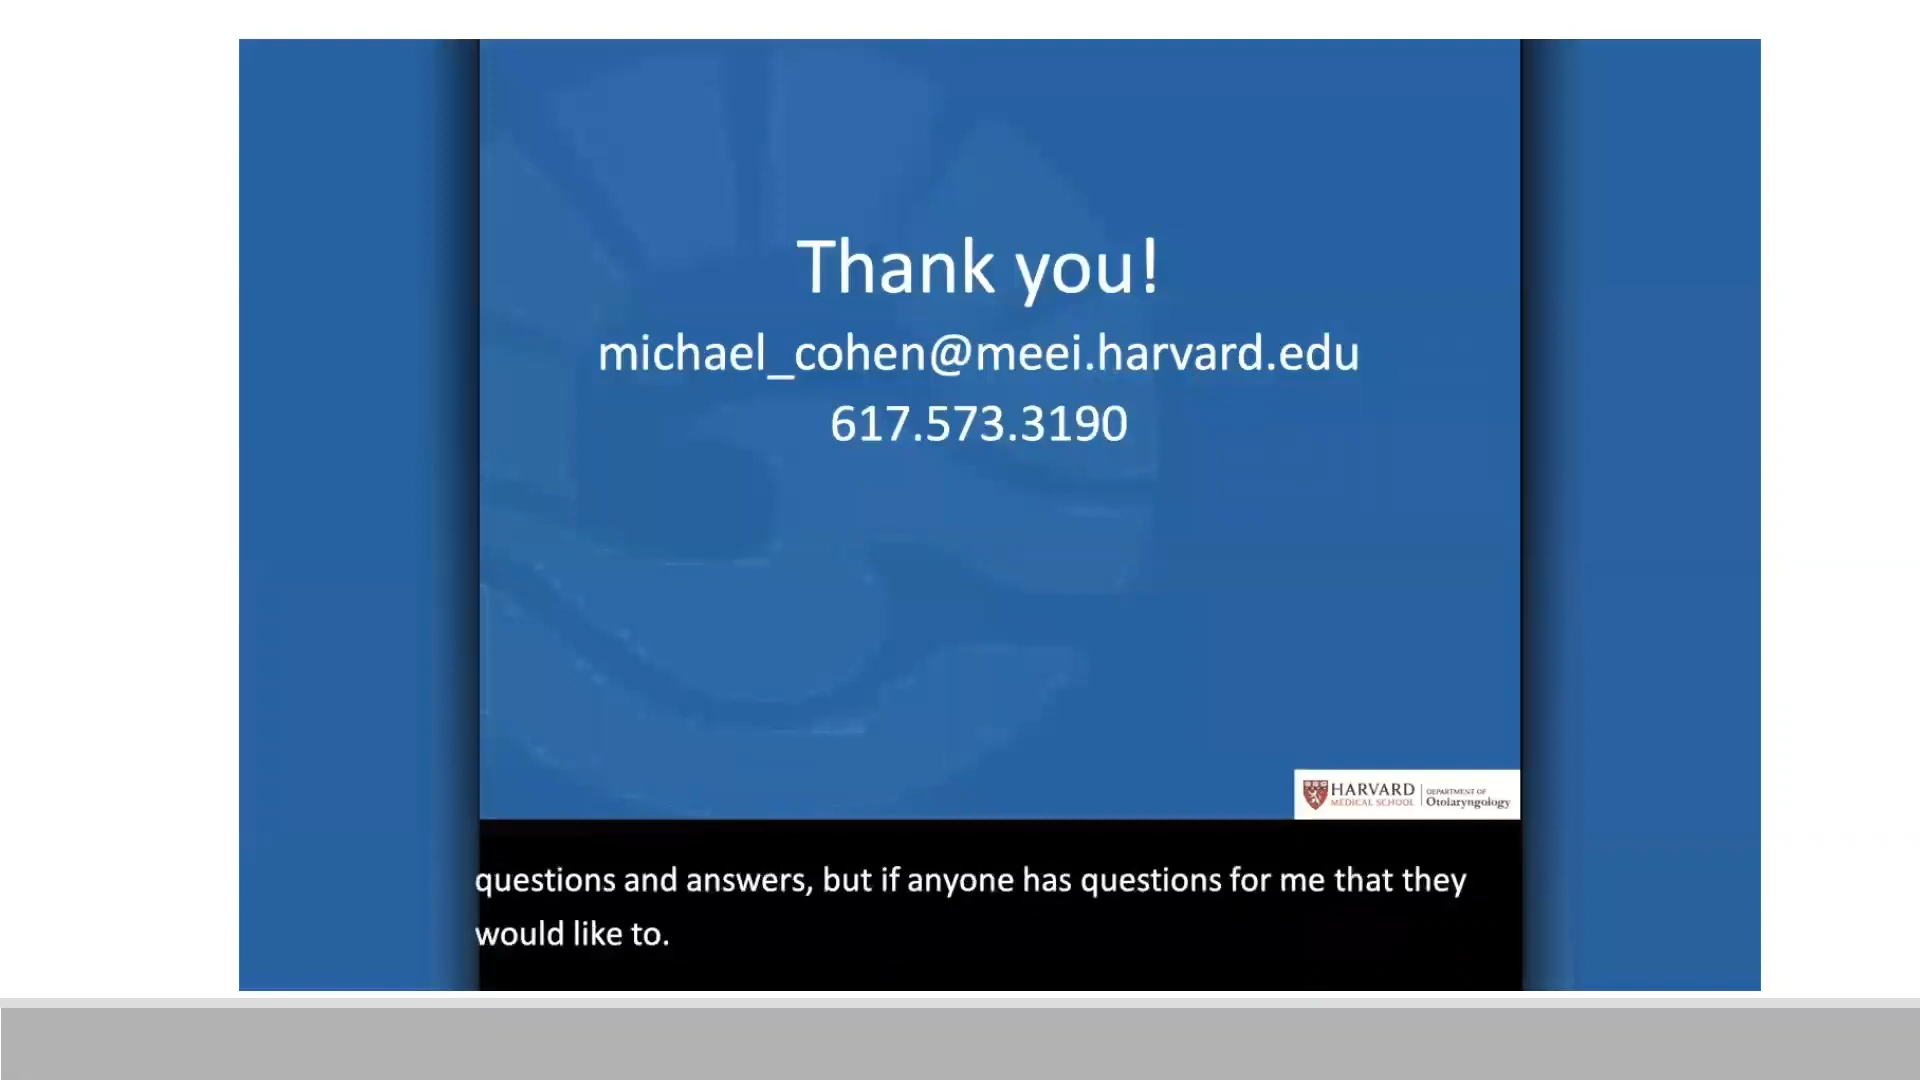 Thank you!
michael_cohen@meei.harvard.edu
617.573.3190
HARVARD
MEDICAL SCHOOL
DEPARTMENT OF
Otolaryngology
questions and answers, but if anyone has questions for me that they
would like to.